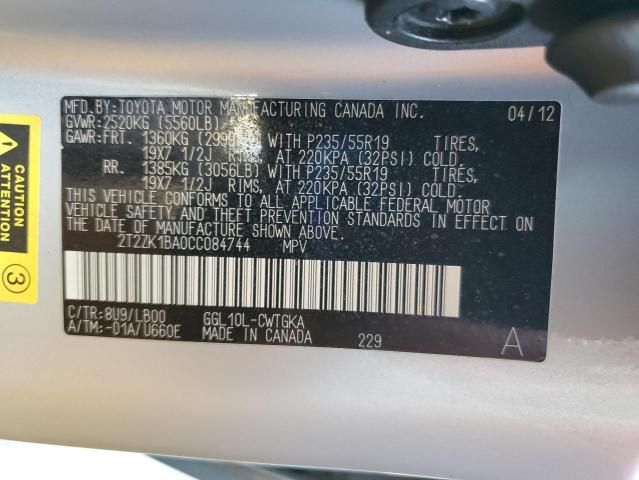 MFD.BY:TOYOTA MOTOR MANUFACTURING CANADA INC. 04/12
GVWR:2520KG (5560LB)
GAWR:FRT. 1360KG (299 WITH P235/55R19 TIRES,
19X7 1/2J RIMS, AT 220KPA (32PSI) COLD.
RR. 1385KG (3056LB) WITH P235/55R19 TIRES,
19X7 1/2J RIMS, AT 220KPA (32PSI) COLD.
THIS VEHICLE CONFORMS TO ALL APPLICABLE FEDERAL MOTOR
VEHICLE SAFETY AND THEFT PREVENTION STANDARDS IN EFFECT ON
THE DATE OF MANUFACTURE SHOWN ABOVE.
2T2ZK1BA0CC084744 MPV
C/TR:8U9/LB00 GGL10L-CWTGKA
A/TM:-01A/U660E MADE IN CANADA 229 A
CAUTION
ATTENTION
3